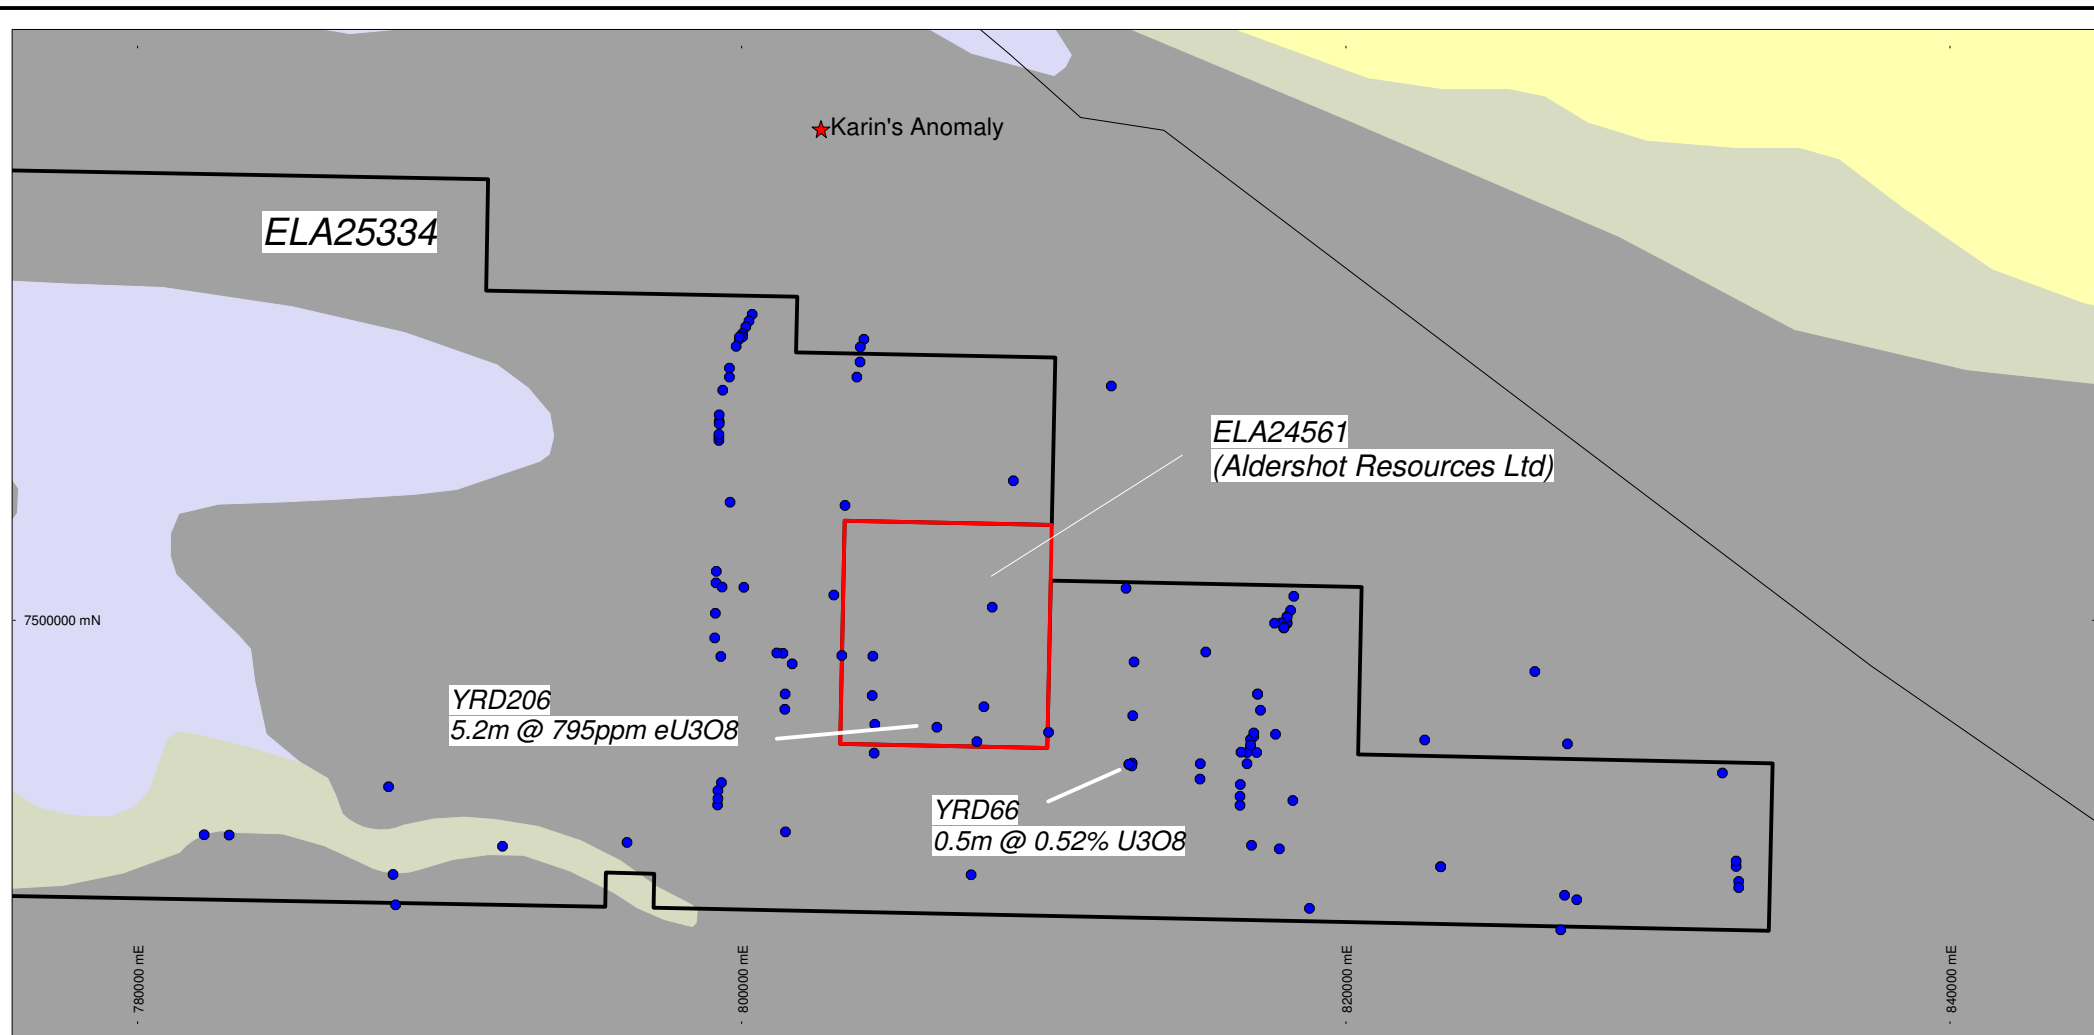 Karin's Anomaly
ELA25334
ELA24561
(Aldershot Resources Ltd)
7500000 mN
YRD206
5.2m @ 795ppm eU3O8
YRD66
0.5m @ 0.52% U3O8
780000 mE
800000 mE
820000 mE
840000 mE